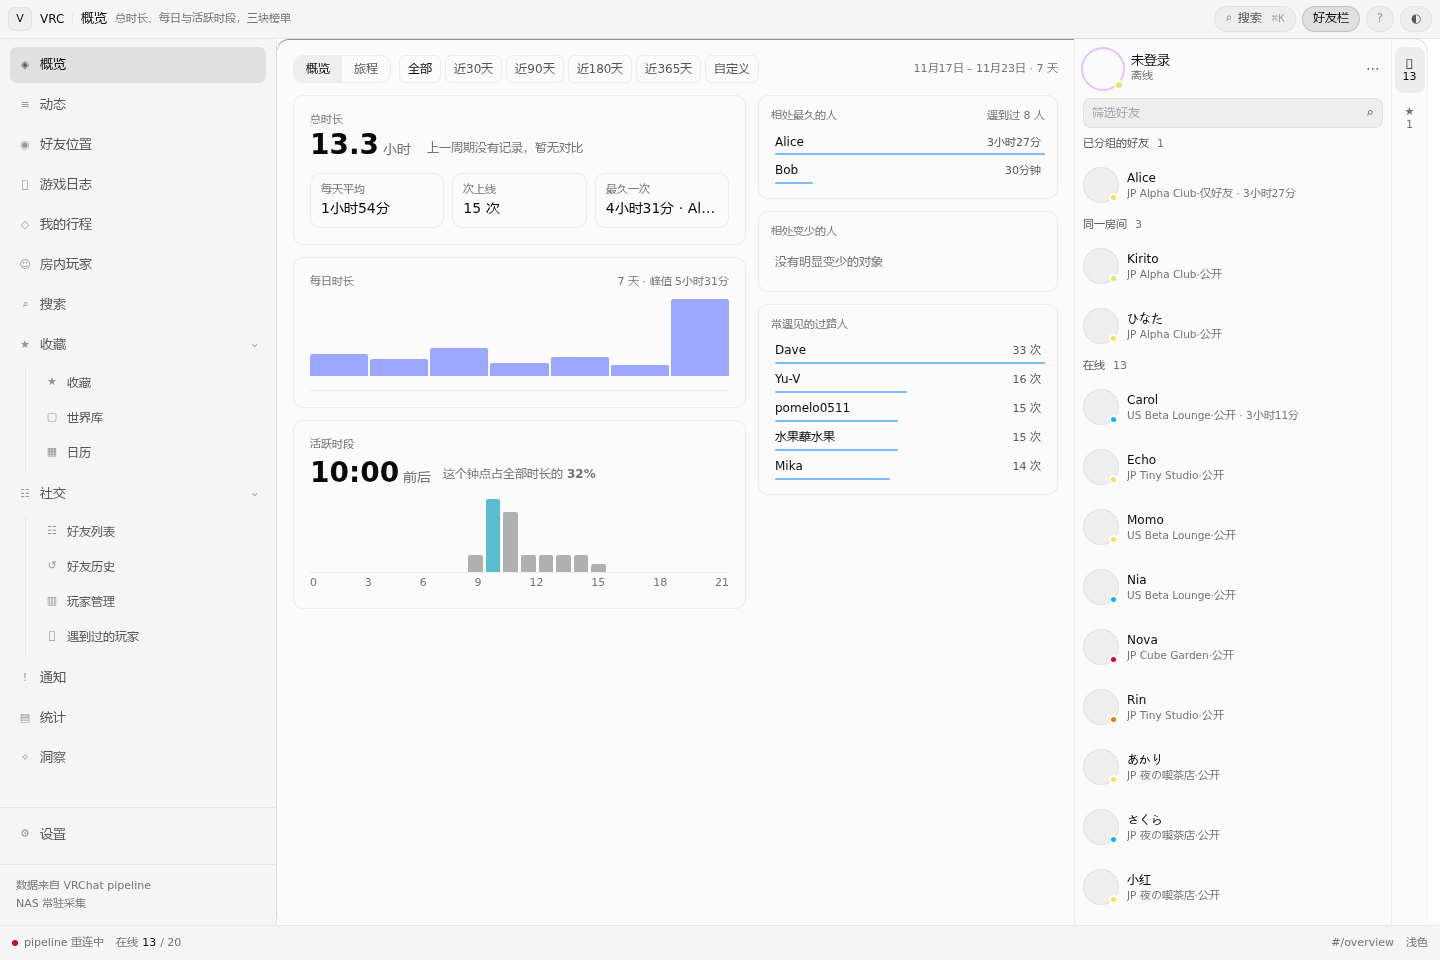 V VRC 概览 总时长、每日与活跃时段，三块榜单
搜索 ⌘K 好友栏 ?
概览
动态
好友位置
游戏日志
我的行程
房内玩家
搜索
收藏
收藏
世界库
日历
社交
好友列表
好友历史
玩家管理
遇到过的玩家
通知
统计
洞察
设置
数据来自 VRChat pipeline
NAS 常驻采集
概览 旅程 全部 近30天 近90天 近180天 近365天 自定义 11月17日 – 11月23日 · 7 天
总时长
13.3 小时 上一周期没有记录，暂无对比
每天平均
1小时54分
次上线
15 次
最久一次
4小时31分 · Al…
每日时长 7 天 · 峰值 5小时31分
活跃时段
10:00 前后 这个钟点占全部时长的 32%
0 3 6 9 12 15 18 21
相处最久的人 遇到过 8 人
Alice 3小时27分
Bob 30分钟
相处变少的人
没有明显变少的对象
常遇见的过路人
Dave 33 次
Yu-V 16 次
pomelo0511 15 次
水果蘸水果 15 次
Mika 14 次
未登录
离线
…
筛选好友
已分组的好友 1
Alice
JP Alpha Club·仅好友 · 3小时27分
同一房间 3
Kirito
JP Alpha Club·公开
ひなた
JP Alpha Club·公开
在线 13
Carol
US Beta Lounge·公开 · 3小时11分
Echo
JP Tiny Studio·公开
Momo
US Beta Lounge·公开
Nia
US Beta Lounge·公开
Nova
JP Cube Garden·公开
Rin
JP Tiny Studio·公开
あかり
JP 夜の喫茶店·公开
さくら
JP 夜の喫茶店·公开
小红
JP 夜の喫茶店·公开
13
★
1
pipeline 重连中 在线 13 / 20
#/overview 浅色